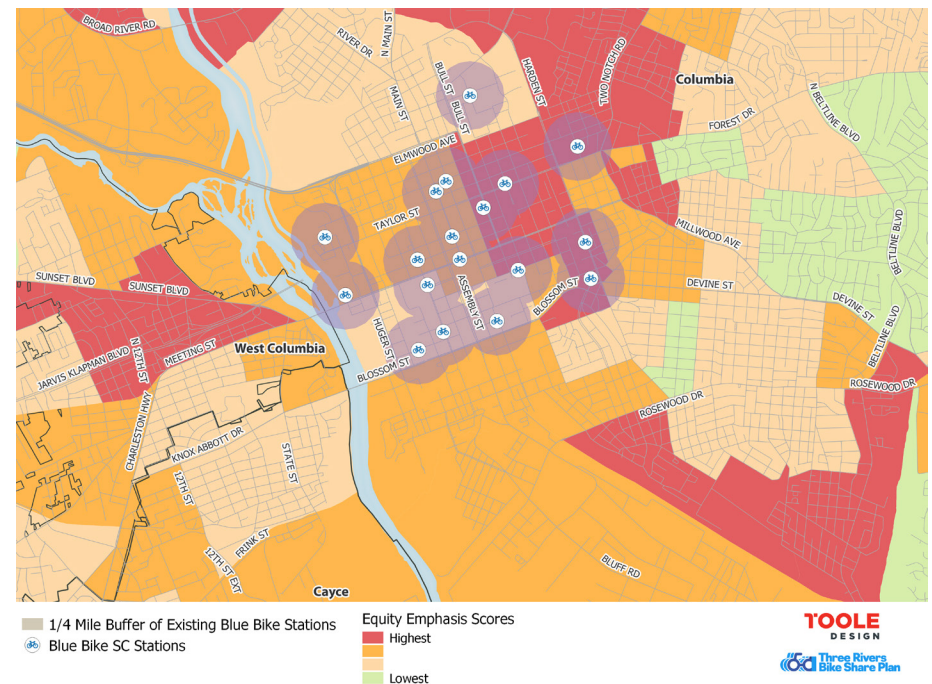 BROAD RIVER RD
RIVER DR
N MAIN ST
MAIN ST
BULL ST
BULL ST
HARDEN ST
TWO NOTCH RD
Columbia
N BELTLINE BLVD
FOREST DR
ELMWOOD AVE
TAYLOR ST
MILLWOOD AVE
BELTLINE BLVD
SUNSET BLVD
SUNSET BLVD
ASSEMBLY ST
BLOSSOM ST
DEVINE ST
DEVINE ST
HUGER ST
BELTLINE BLVD
West Columbia
N 12TH ST
MEETING ST
JARVIS KLAPMAN BLVD
BLOSSOM ST
ROSEWOOD DR
ROSEWOOD DR
CHARLESTON HWY
KNOX ABBOTT DR
STATE ST
12TH ST
FRINK ST
12TH ST EXT
BLUFF RD
Cayce
1/4 Mile Buffer of Existing Blue Bike Stations
Blue Bike SC Stations
Equity Emphasis Scores
Highest
Lowest
TOOLE
DESIGN
Three Rivers
Bike Share Plan